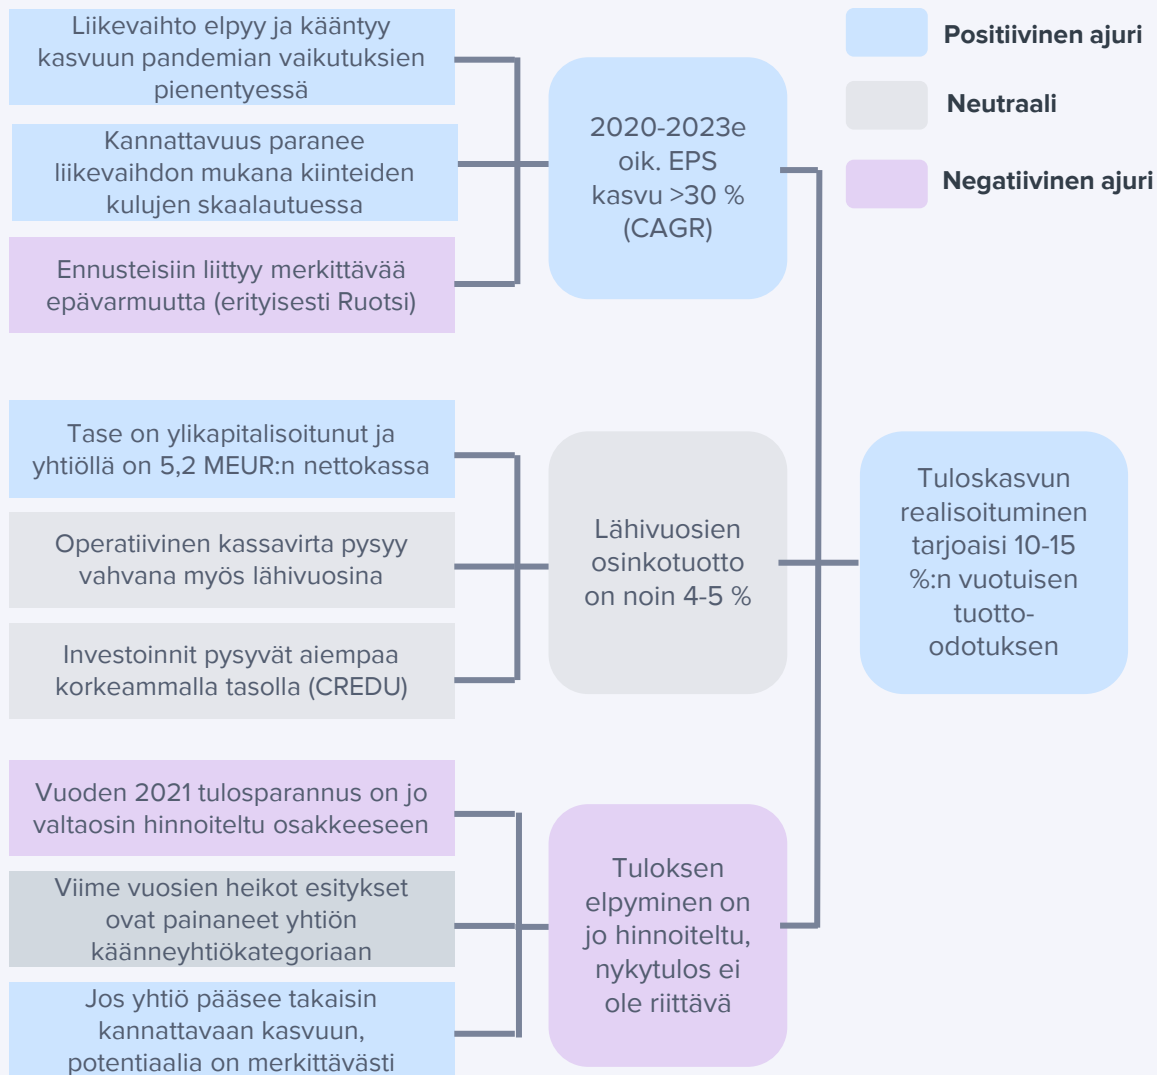 Liikevaihto elpyy ja kääntyy
kasvuun pandemian vaikutuksien
pienentyessä
Kannattavuus paranee
liikevaihdon mukana kiinteiden
kulujen skaalautuessa
Ennusteisiin liittyy merkittävää
epävarmuutta (erityisesti Ruotsi)
2020-2023e
oik. EPS
kasvu >30 %
(CAGR)
Positiivinen ajuri
Neutraali
Negatiivinen ajuri
Tase on ylikapitalisoitunut ja
yhtiöllä on 5,2 MEUR:n nettokassa
Operatiivinen kassavirta pysyy
vahvana myös lähivuosina
Investoinnit pysyvät aiempaa
korkeammalla tasolla (CREDU)
Lähivuosien
osinkotuotto
on noin 4-5 %
Tuloskasvun
realisoituminen
tarjoaisi 10-15
%:n vuotuisen
tuotto-
odotuksen
Vuoden 2021 tulosparannus on jo
valtaosin hinnoiteltu osakkeeseen
Viime vuosien heikot esitykset
ovat painaneet yhtiön
käänneyhtiökategoriaan
Jos yhtiö pääsee takaisin
kannattavaan kasvuun,
potentiaalia on merkittävästi
Tuloksen
elpyminen on
jo hinnoiteltu,
nykytulos ei
ole riittävä